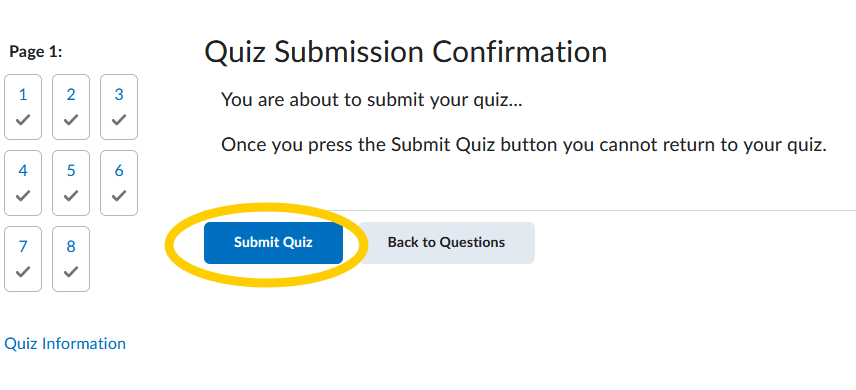 Page 1:
1 2 3
4 5 6
7 8
Quiz Information
Quiz Submission Confirmation
You are about to submit your quiz...
Once you press the Submit Quiz button you cannot return to your quiz.
Submit Quiz Back to Questions